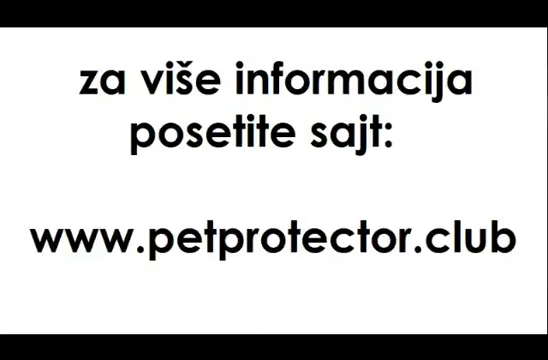 za više informacija
posetite sajt:
www.petprotector.club